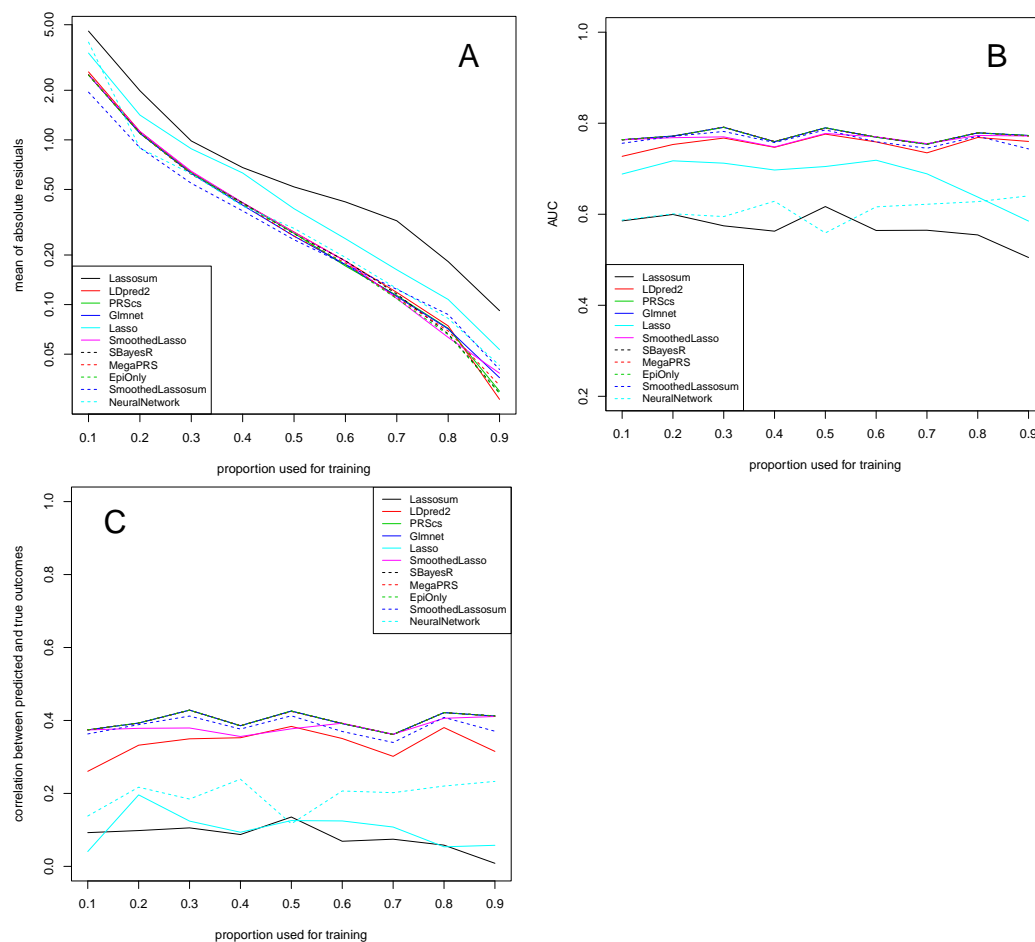 A
mean of absolute residuals
5.00
2.00
1.00
0.50
0.20
0.10
0.05
Lassosum
LDpred2
PRScs
Glmnet
Lasso
SmoothedLasso
SBayesR
MegaPRS
EpiOnly
SmoothedLassosum
NeuralNetwork
0.1 0.2 0.3 0.4 0.5 0.6 0.7 0.8 0.9
proportion used for training
B
AUC
1.0
0.8
0.6
0.4
0.2
Lassosum
LDpred2
PRScs
Glmnet
Lasso
SmoothedLasso
SBayesR
MegaPRS
EpiOnly
SmoothedLassosum
NeuralNetwork
0.1 0.2 0.3 0.4 0.5 0.6 0.7 0.8 0.9
proportion used for training
C
correlation between predicted and true outcomes
1.0
0.8
0.6
0.4
0.2
0.0
Lassosum
LDpred2
PRScs
Glmnet
Lasso
SmoothedLasso
SBayesR
MegaPRS
EpiOnly
SmoothedLassosum
NeuralNetwork
0.1 0.2 0.3 0.4 0.5 0.6 0.7 0.8 0.9
proportion used for training